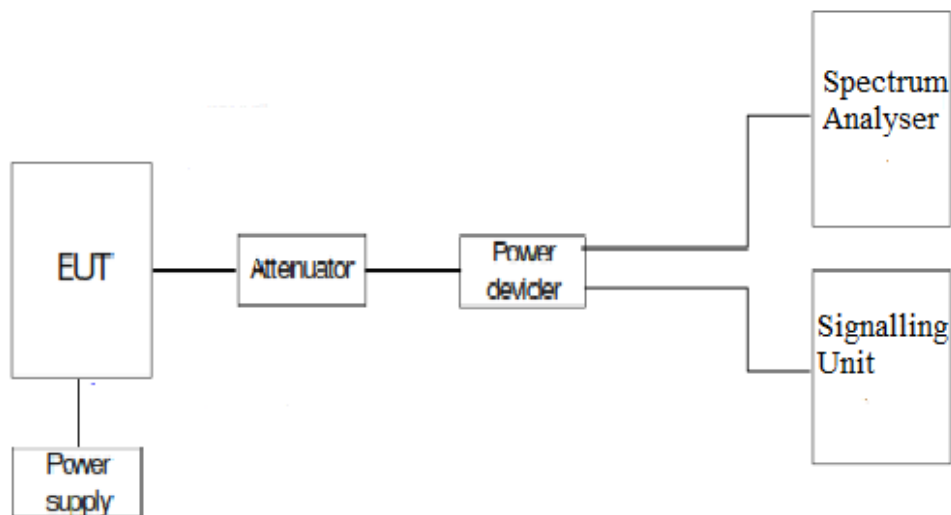 Spectrum
Analyser
EUT
Attenuator
Power
devider
Signalling
Unit
Power
supply